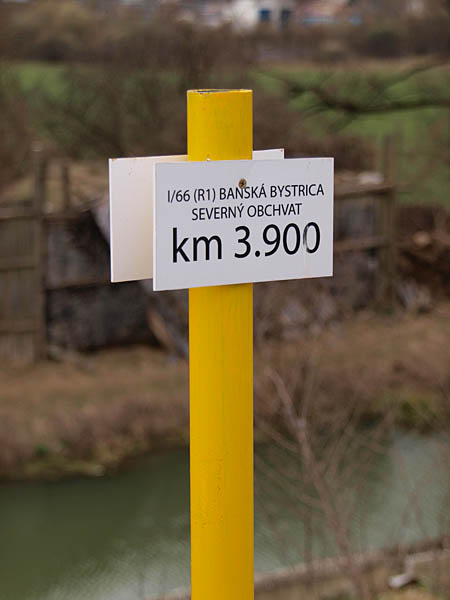 I/66 (R1) BANSKÁ BYSTRICA
SEVERNÝ OBCHVAT
km 3.900